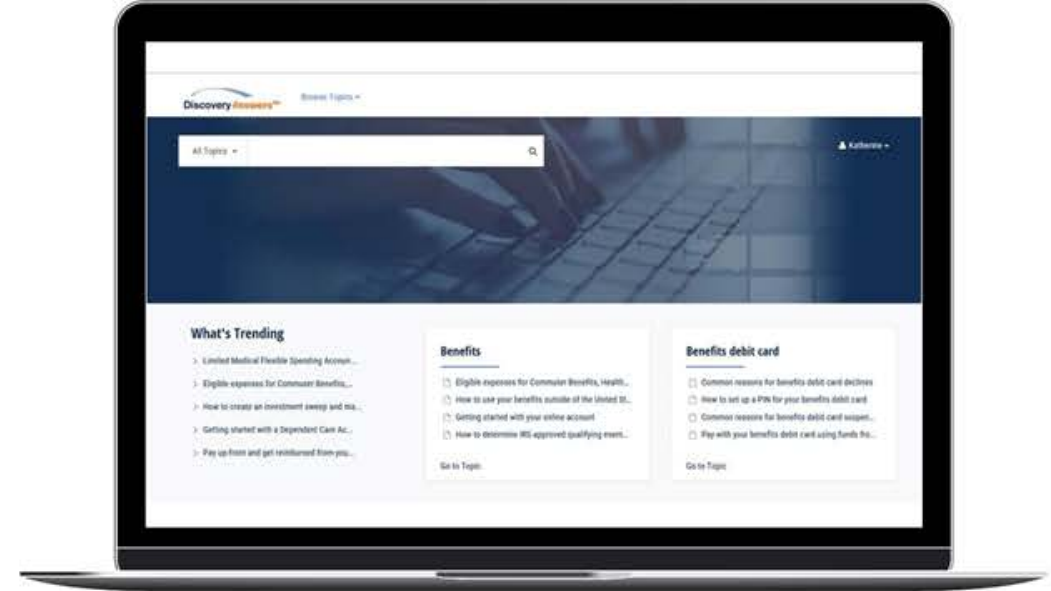 Discovery Answers
Browse Topics
All Topics
Katherine
What's Trending
Limited Medical Flexible Spending Accoun...
Eligible expenses for Commuter Benefits,...
How to create an investment sweep and ma...
Getting started with a Dependent Care Ac...
Pay up front and get reimbursed from you...
Benefits
Eligible expenses for Commuter Benefits, Health...
How to use your benefits outside of the United St...
Getting started with your online account
How to determine IRS approved qualifying event...
Go to Topic
Benefits debit card
Common reasons for benefits debit card declines
How to set up a PIN for your benefits debit card
Common reasons for benefits debit card suspen...
Pay with your benefits debit card using funds fro...
Go to Topic